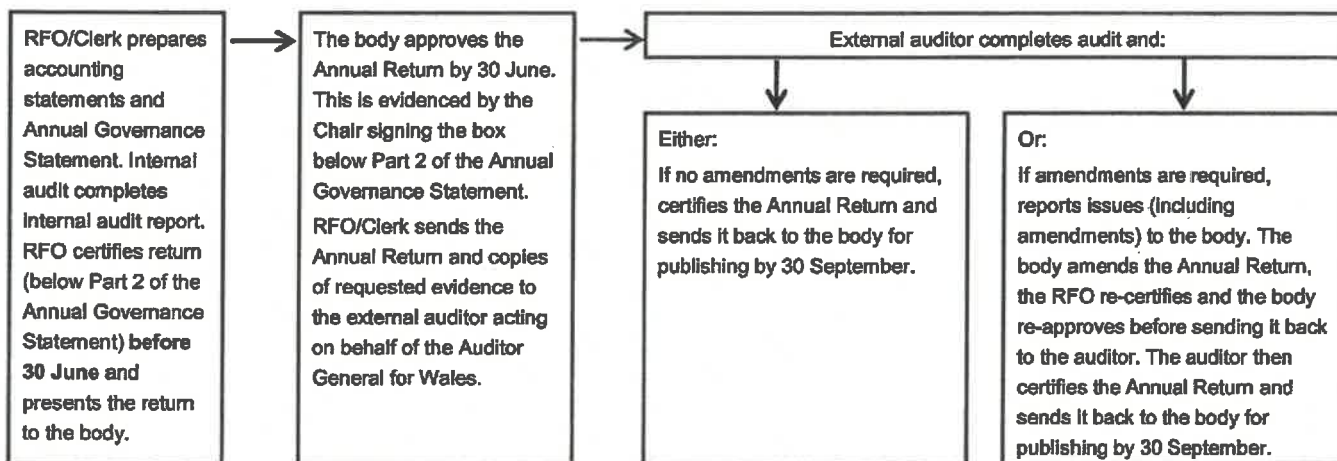 RFO/Clerk prepares
accounting
statements and
Annual Governance
Statement. Internal
audit completes
internal audit report.
RFO certifies return
(below Part 2 of the
Annual Governance
Statement) before
30 June and
presents the return
to the body.
The body approves the
Annual Return by 30 June.
This is evidenced by the
Chair signing the box
below Part 2 of the Annual
Governance Statement.
RFO/Clerk sends the
Annual Return and copies
of requested evidence to
the external auditor acting
on behalf of the Auditor
General for Wales.
External auditor completes audit and:
Either:
If no amendments are required,
certifies the Annual Return and
sends it back to the body for
publishing by 30 September.
Or:
If amendments are required,
reports issues (including
amendments) to the body. The
body amends the Annual Return,
the RFO re-certifies and the body
re-approves before sending it back
to the auditor. The auditor then
certifies the Annual Return and
sends it back to the body for
publishing by 30 September.